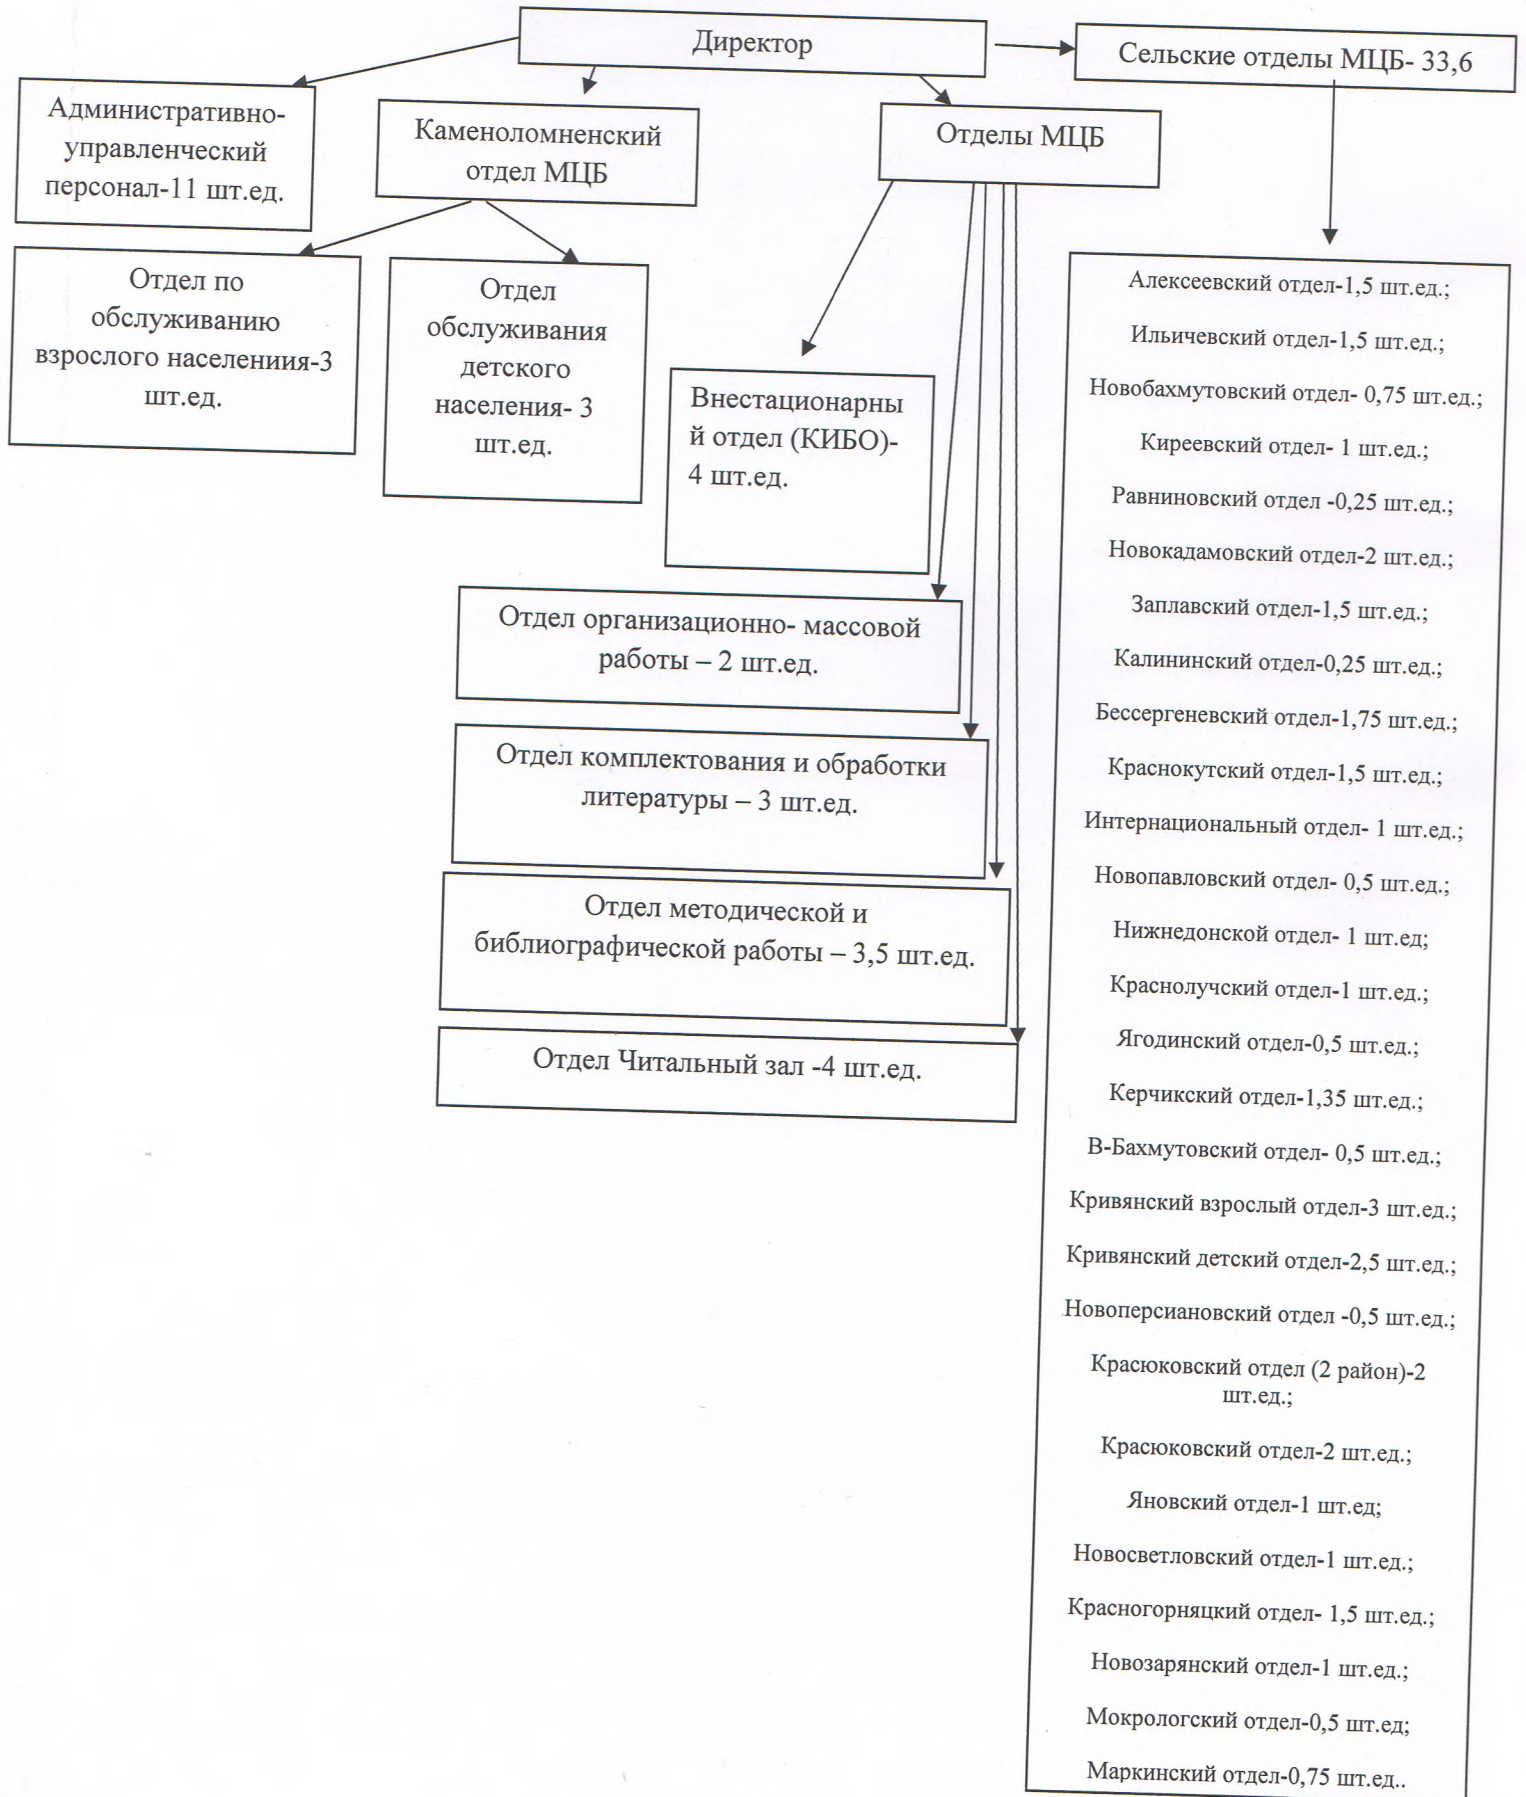 Директор
Сельские отделы МЦБ- 33,6
Административно-
управленческий
персонал-11 шт.ед.
Каменоломненский
отдел МЦБ
Отделы МЦБ
Отдел по
обслуживанию
взрослого населениия-3
шт.ед.
Отдел
обслуживания
детского
населения- 3
шт.ед.
Внестационарны
й отдел (КИБО)-
4 шт.ед.
Отдел организационно- массовой
работы – 2 шт.ед.
Отдел комплектования и обработки
литературы – 3 шт.ед.
Отдел методической и
библиографической работы – 3,5 шт.ед.
Отдел Читальный зал -4 шт.ед.
Алексеевский отдел-1,5 шт.ед.;
Ильичевский отдел-1,5 шт.ед.;
Новобахмутовский отдел- 0,75 шт.ед.;
Киреевский отдел- 1 шт.ед.;
Равниновский отдел -0,25 шт.ед.;
Новокадамовский отдел-2 шт.ед.;
Заплавский отдел-1,5 шт.ед.;
Калининский отдел-0,25 шт.ед.;
Бессергеневский отдел-1,75 шт.ед.;
Краснокутский отдел-1,5 шт.ед.;
Интернациональный отдел- 1 шт.ед.;
Новопавловский отдел- 0,5 шт.ед.;
Нижнедонской отдел- 1 шт.ед;
Краснолучский отдел-1 шт.ед.;
Ягодинский отдел-0,5 шт.ед.;
Керчикский отдел-1,35 шт.ед.;
В-Бахмутовский отдел- 0,5 шт.ед.;
Кривянский взрослый отдел-3 шт.ед.;
Кривянский детский отдел-2,5 шт.ед.;
Новоперсиановский отдел -0,5 шт.ед.;
Красюковский отдел (2 район)-2
шт.ед.;
Красюковский отдел-2 шт.ед.;
Яновский отдел-1 шт.ед;
Новосветловский отдел-1 шт.ед.;
Красногорняцкий отдел- 1,5 шт.ед.;
Новозарянский отдел-1 шт.ед.;
Мокрологский отдел-0,5 шт.ед;
Маркинский отдел-0,75 шт.ед..